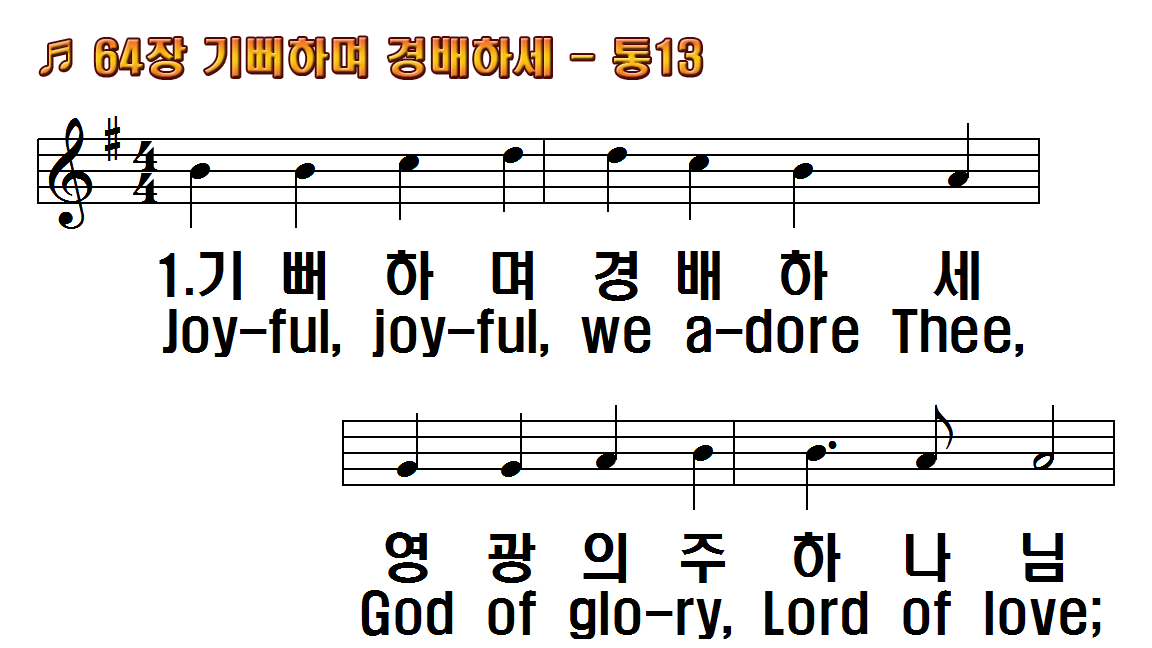 ♬ 64장 기뻐하며 경배하세 - 통13
4
4
1.기 뻐 하 며 경 배 하 세
Joy-ful, joy-ful, we a-dore Thee,
영 광 의 주 하 나 님
God of glo-ry, Lord of love;